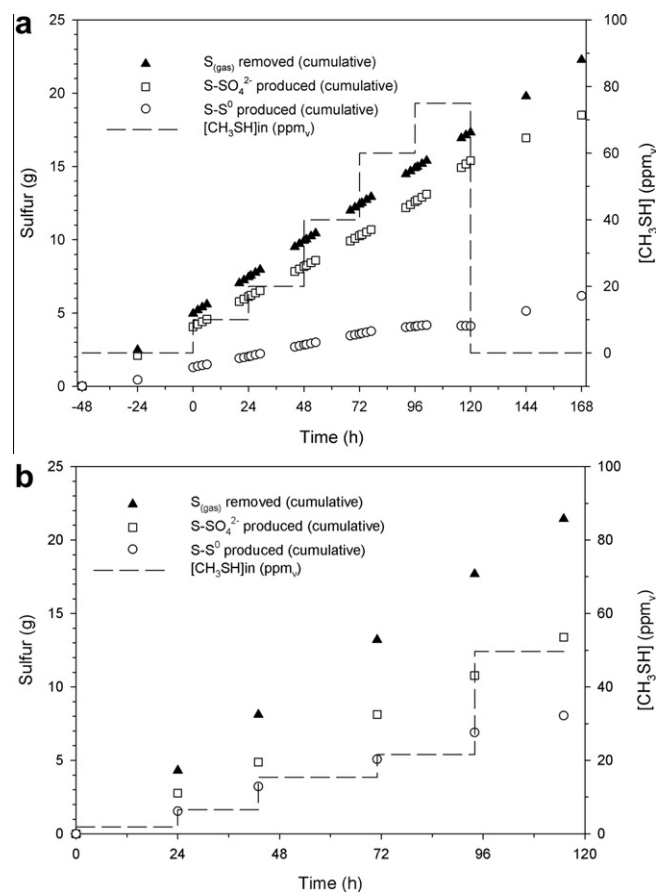 a
S(gas) removed (cumulative)
S-SO₄²⁻ produced (cumulative)
S-S⁰ produced (cumulative)
[CH₃SH]in (ppmᵥ)
25
20
15
10
5
0
Sulfur (g)
100
80
60
40
20
0
[CH₃SH] (ppmᵥ)
-48 -24 0 24 48 72 96 120 144 168
Time (h)
b
S(gas) removed (cumulative)
S-SO₄²⁻ produced (cumulative)
S-S⁰ produced (cumulative)
[CH₃SH]in (ppmᵥ)
25
20
15
10
5
0
Sulfur (g)
100
80
60
40
20
0
[CH₃SH] (ppmᵥ)
0 24 48 72 96 120
Time (h)